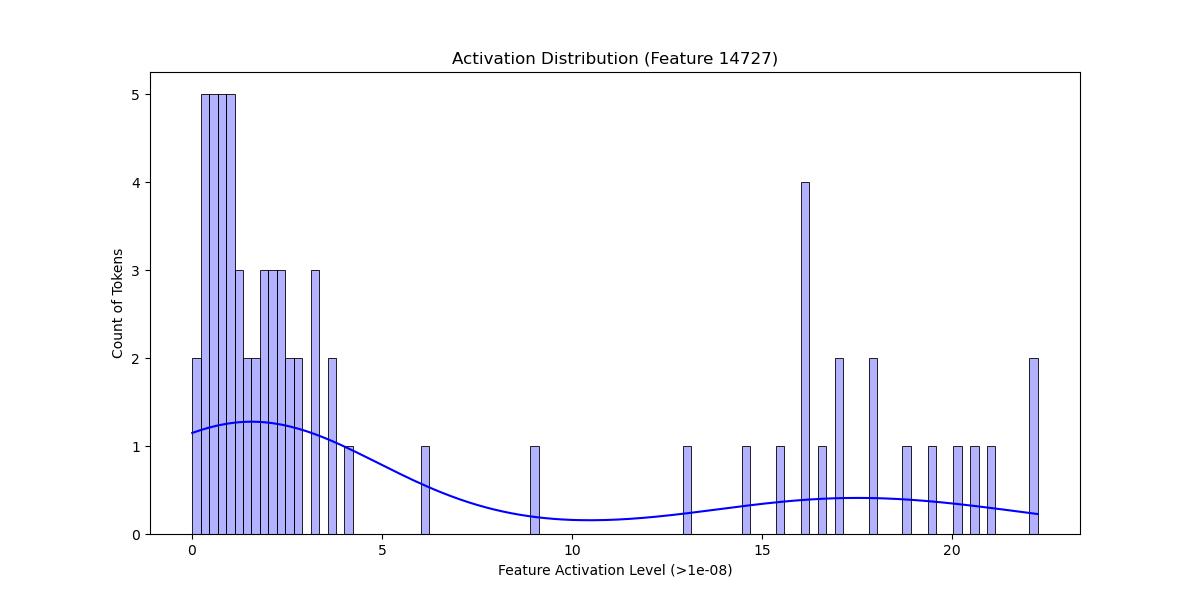 Activation Distribution (Feature 14727)
Count of Tokens
5
4
3
2
1
0
0 5 10 15 20
Feature Activation Level (>1e-08)